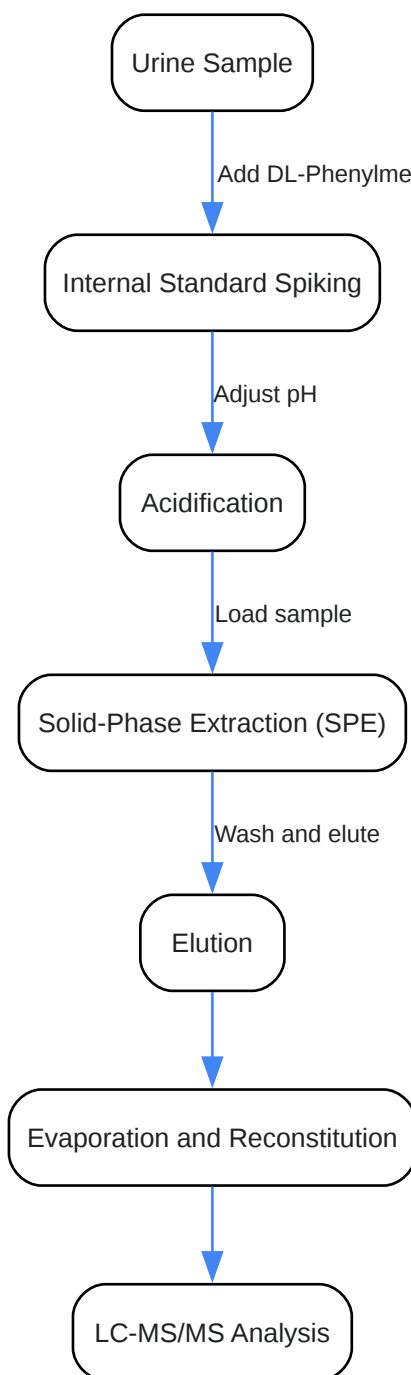 Urine Sample
Add DL-Phenylme
Internal Standard Spiking
Adjust pH
Acidification
Load sample
Solid-Phase Extraction (SPE)
Wash and elute
Elution
Evaporation and Reconstitution
LC-MS/MS Analysis